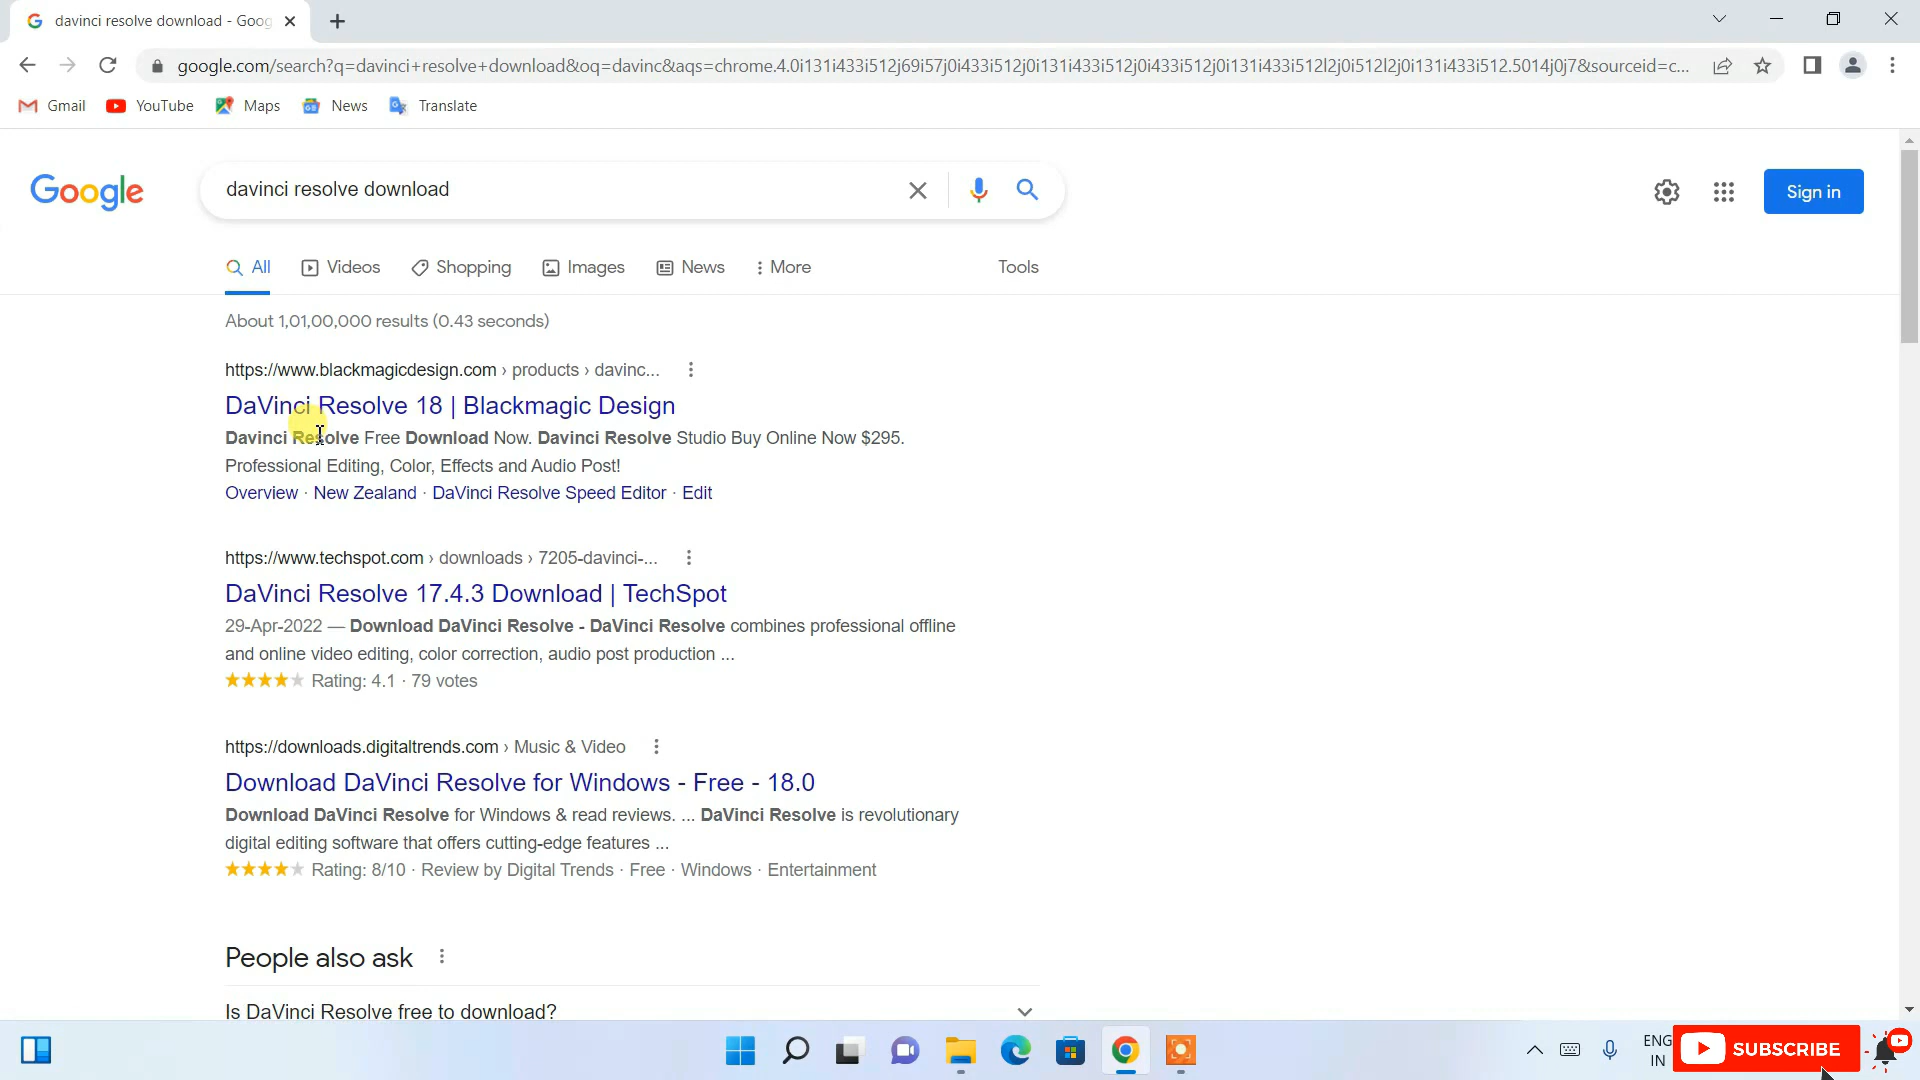 davinci resolve download - Goog
google.com/search?q=davinci+resolve+download&oq=davinc&aqs=chrome.4.0i131i433i512j69i57j0i433i512j0i131i433i512j0i433i512j0i131i433i512l2j0i512l2j0i131i433i512.5014j0j7&sourceid=c...
Gmail YouTube Maps News Translate
Google davinci resolve download Sign in
All Videos Shopping Images News More Tools
About 1,01,00,000 results (0.43 seconds)
https://www.blackmagicdesign.com › products › davinc...
DaVinci Resolve 18 | Blackmagic Design
Davinci Resolve Free Download Now. Davinci Resolve Studio Buy Online Now $295.
Professional Editing, Color, Effects and Audio Post!
Overview · New Zealand · DaVinci Resolve Speed Editor · Edit
https://www.techspot.com › downloads › 7205-davinci-...
DaVinci Resolve 17.4.3 Download | TechSpot
29-Apr-2022 — Download DaVinci Resolve - DaVinci Resolve combines professional offline
and online video editing, color correction, audio post production ...
Rating: 4.1 · 79 votes
https://downloads.digitaltrends.com › Music & Video
Download DaVinci Resolve for Windows - Free - 18.0
Download DaVinci Resolve for Windows & read reviews. ... DaVinci Resolve is revolutionary
digital editing software that offers cutting-edge features ...
Rating: 8/10 · Review by Digital Trends · Free · Windows · Entertainment
People also ask
Is DaVinci Resolve free to download?
ENG
IN
SUBSCRIBE